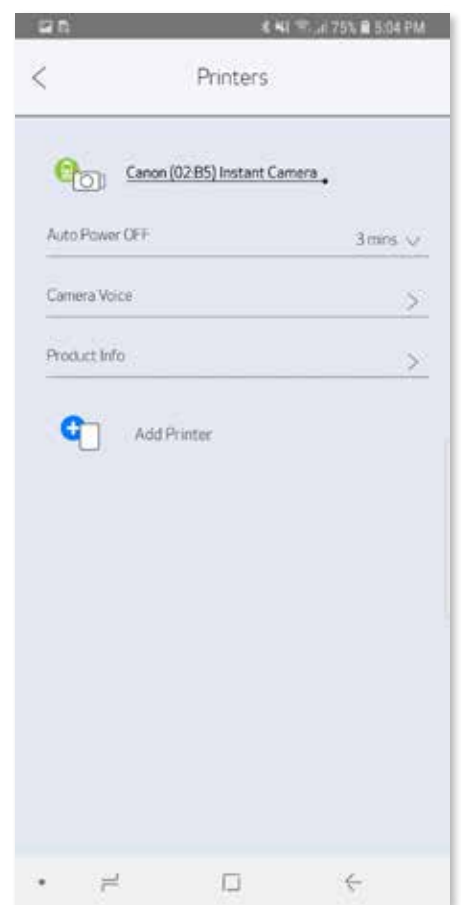 75% 5:04 PM
Printers
Canon (02:B5) Instant Camera
Auto Power OFF 3 mins
Camera Voice
Product Info
Add Printer